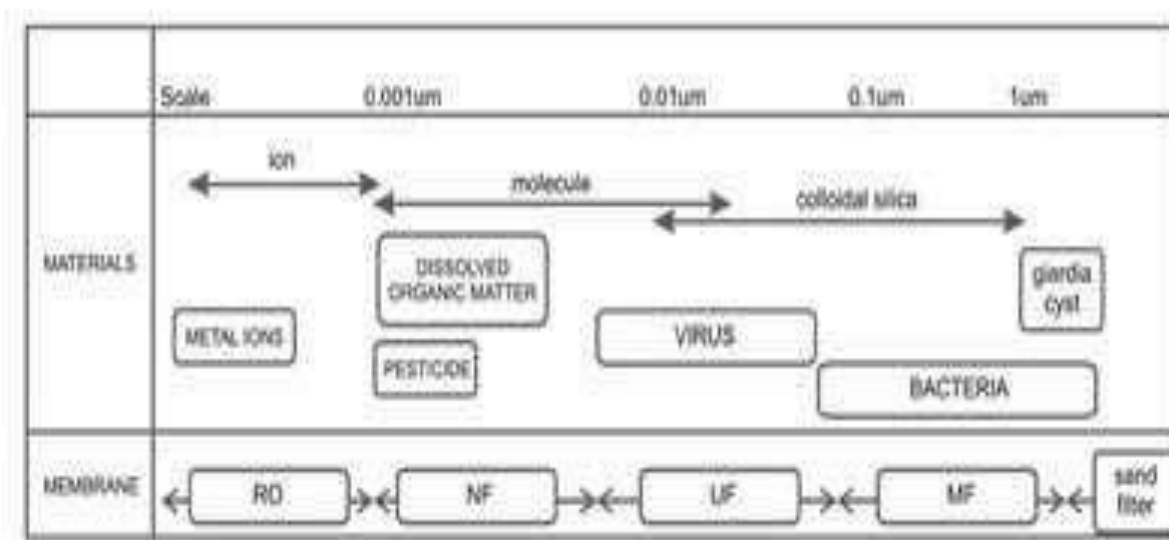 Scale 0.001um 0.01um 0.1um 1um
ion
molecule
colloidal silica
MATERIALS
DISSOLVED
ORGANIC MATTER
giardia
cyst
METAL IONS
VIRUS
PESTICIDE
BACTERIA
MEMBRANE
RO
NF
UF
MF
sand
filter